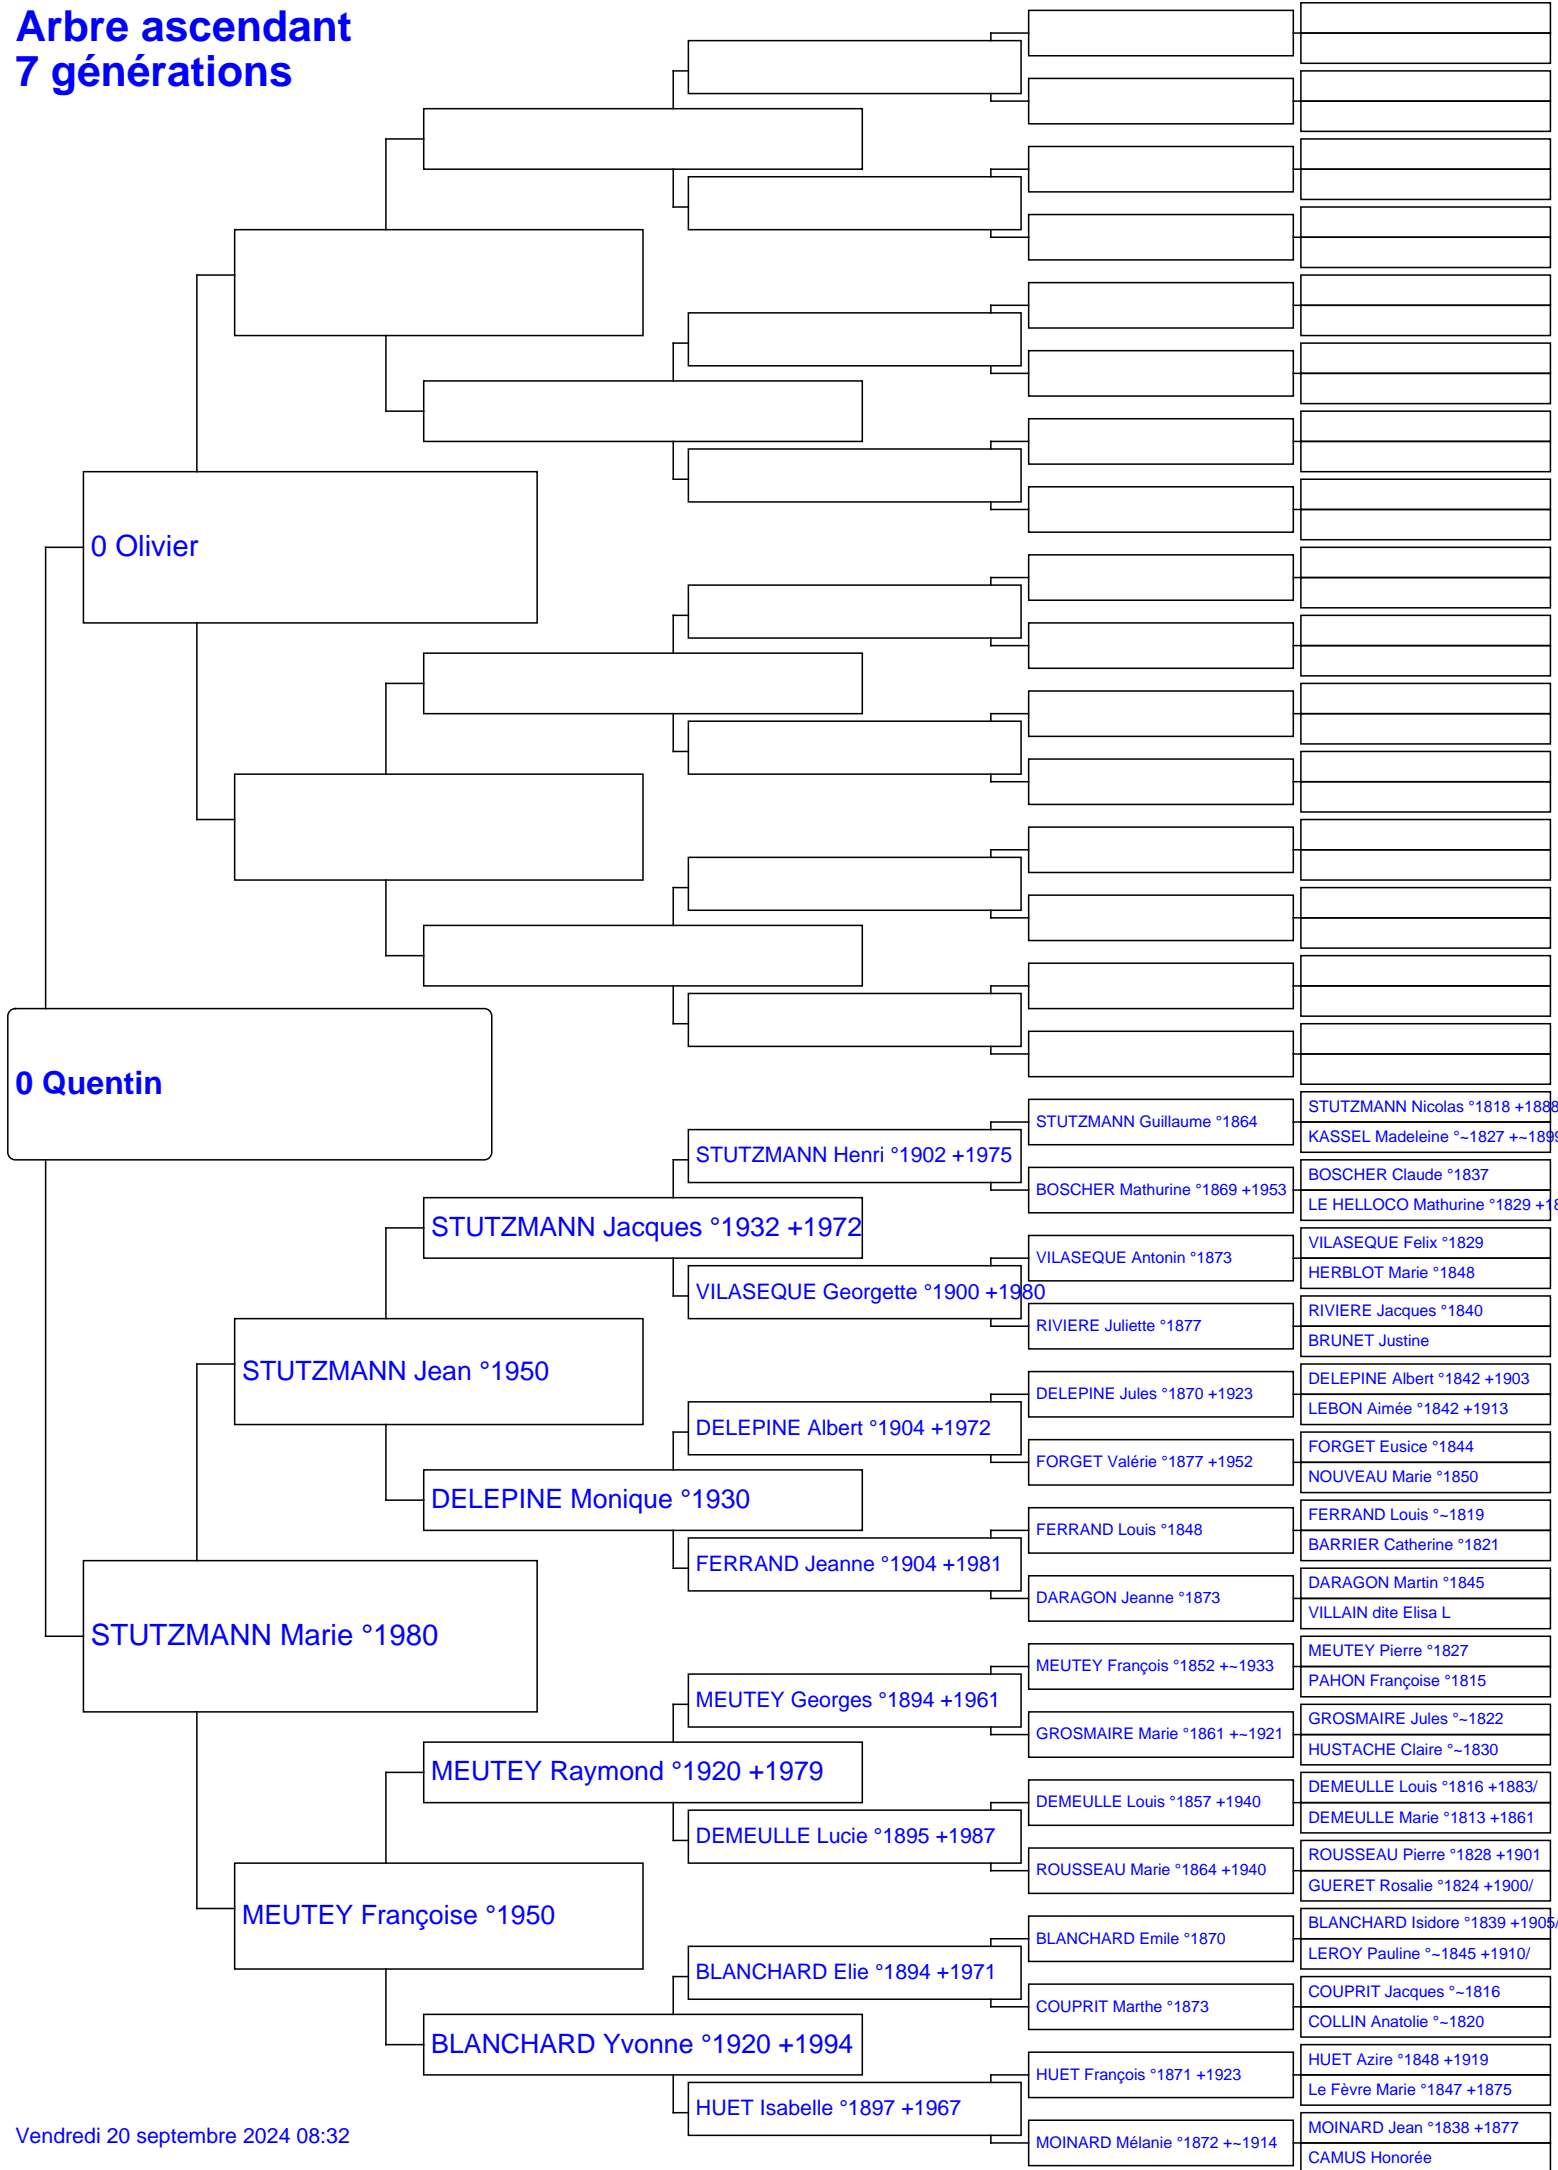 Arbre ascendant
7 générations
0 Olivier
0 Quentin
STUTZMANN Marie °1980
STUTZMANN Jean °1950
MEUTEY Françoise °1950
STUTZMANN Jacques °1932 +1972
DELEPINE Monique °1930
MEUTEY Raymond °1920 +1979
BLANCHARD Yvonne °1920 +1994
STUTZMANN Henri °1902 +1975
VILASEQUE Georgette °1900 +1980
DELEPINE Albert °1904 +1972
FERRAND Jeanne °1904 +1981
MEUTEY Georges °1894 +1961
DEMEULLE Lucie °1895 +1987
BLANCHARD Elie °1894 +1971
HUET Isabelle °1897 +1967
STUTZMANN Guillaume °1864
BOSCHER Mathurine °1869 +1953
VILASEQUE Antonin °1873
RIVIERE Juliette °1877
DELEPINE Jules °1870 +1923
FORGET Valérie °1877 +1952
FERRAND Louis °1848
DARAGON Jeanne °1873
MEUTEY François °1852 +~1933
GROSMAIRE Marie °1861 +~1921
DEMEULLE Louis °1857 +1940
ROUSSEAU Marie °1864 +1940
BLANCHARD Emile °1870
COUPRIT Marthe °1873
HUET François °1871 +1923
MOINARD Mélanie °1872 +~1914
STUTZMANN Nicolas °1818 +1888
KASSEL Madeleine °~1827 +~1899
BOSCHER Claude °1837
LE HELLOCO Mathurine °1829 +18
VILASEQUE Felix °1829
HERBLOT Marie °1848
RIVIERE Jacques °1840
BRUNET Justine
DELEPINE Albert °1842 +1903
LEBON Aimée °1842 +1913
FORGET Eusice °1844
NOUVEAU Marie °1850
FERRAND Louis °~1819
BARRIER Catherine °1821
DARAGON Martin °1845
VILLAIN dite Elisa L
MEUTEY Pierre °1827
PAHON Françoise °1815
GROSMAIRE Jules °~1822
HUSTACHE Claire °~1830
DEMEULLE Louis °1816 +1883/
DEMEULLE Marie °1813 +1861
ROUSSEAU Pierre °1828 +1901
GUERET Rosalie °1824 +1900/
BLANCHARD Isidore °1839 +1905/
LEROY Pauline °~1845 +1910/
COUPRIT Jacques °~1816
COLLIN Anatolie °~1820
HUET Azire °1848 +1919
Le Fèvre Marie °1847 +1875
MOINARD Jean °1838 +1877
CAMUS Honorée
Vendredi 20 septembre 2024 08:32